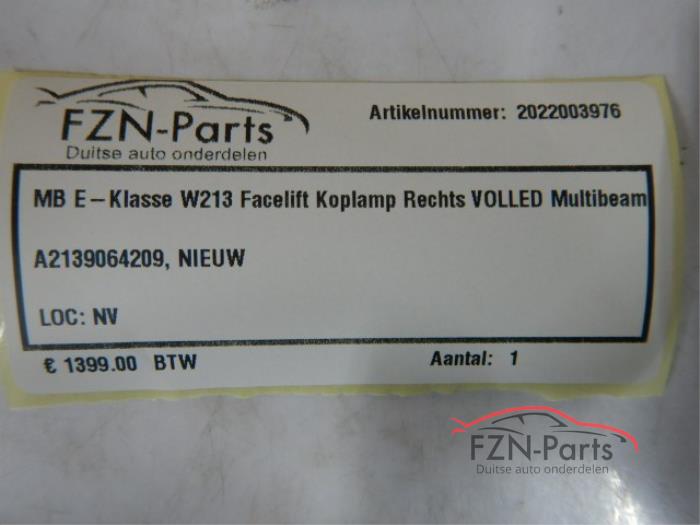 FZN-Parts
Duitse auto onderdelen
Artikelnummer: 2022003976
MB E-Klasse W213 Facelift Koplamp Rechts VOLLED Multibeam
A2139064209, NIEUW
LOC: NV
€ 1399.00 BTW
Aantal: 1
FZN-Parts
Duitse auto onderdelen